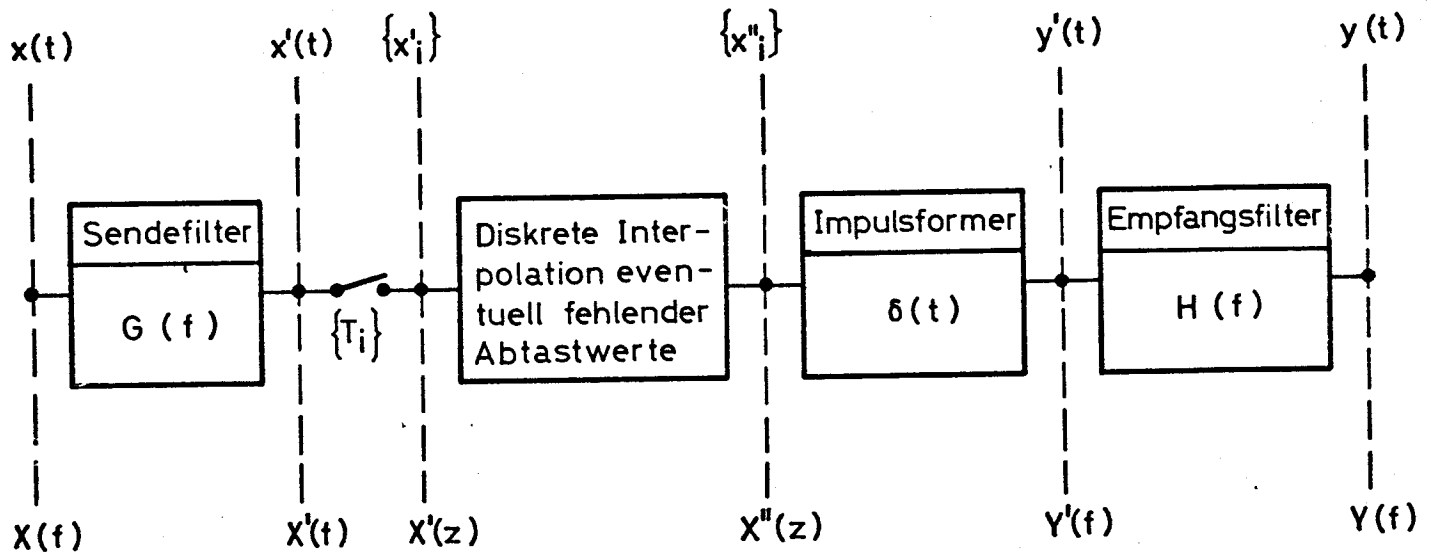 x(t)
x'(t)
{x'i}
{x"i}
y'(t)
y(t)
Sendefilter
G (f)
{Ti}
Diskrete Inter-
polation even-
tuell fehlender
Abtastwerte
Impulsformer
δ(t)
Empfangsfilter
H (f)
X(f)
X'(f)
X'(z)
X"(z)
Y'(f)
Y(f)